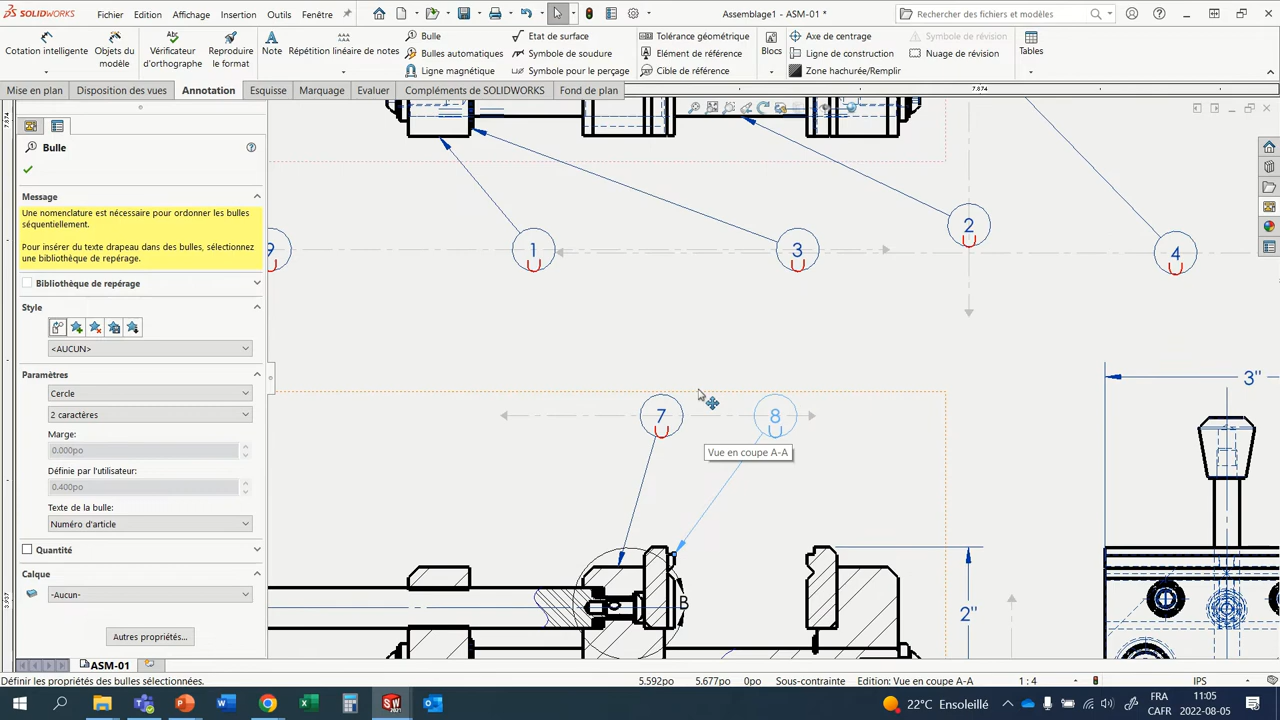 SOLIDWORKS Fichier Edition Affichage Insertion Outils Fenêtre Assemblage1 - ASM-01 * Rechercher des fichiers et modèles
Cotation intelligente
Objets du modèle
Vérificateur d'orthographe
Reproduire le format
Note
Répétition linéaire de notes
Bulle
Bulles automatiques
Ligne magnétique
Etat de surface
Symbole de soudure
Symbole pour le perçage
Tolérance géométrique
Elément de référence
Cible de référence
Blocs
Axe de centrage
Ligne de construction
Zone hachurée/Remplir
Symbole de révision
Nuage de révision
Tables
Mise en plan Disposition des vues Annotation Esquisse Marquage Evaluer Compléments de SOLIDWORKS Fond de plan
7.874
7.874
Bulle
Message
Une nomenclature est nécessaire pour ordonner les bulles
séquentiellement.
Pour insérer du texte drapeau dans des bulles, sélectionnez
une bibliothèque de repérage.
Bibliothèque de repérage
Style
<AUCUN>
Paramètres
Cercle
2 caractères
Marge:
0.000po
Définie par l'utilisateur:
0.400po
Texte de la bulle:
Numéro d'article
Quantité
Calque
-Aucun-
Autres propriétés...
3.937
9 1 3 2 4
7 8
Vue en coupe A-A
3"
B
2"
ASM-01
Définir les propriétés des bulles sélectionnées. 5.592po 5.677po 0po Sous-contrainte Edition: Vue en coupe A-A 1 : 4 IPS
22°C Ensoleillé
FRA
CAFR
11:05
2022-08-05